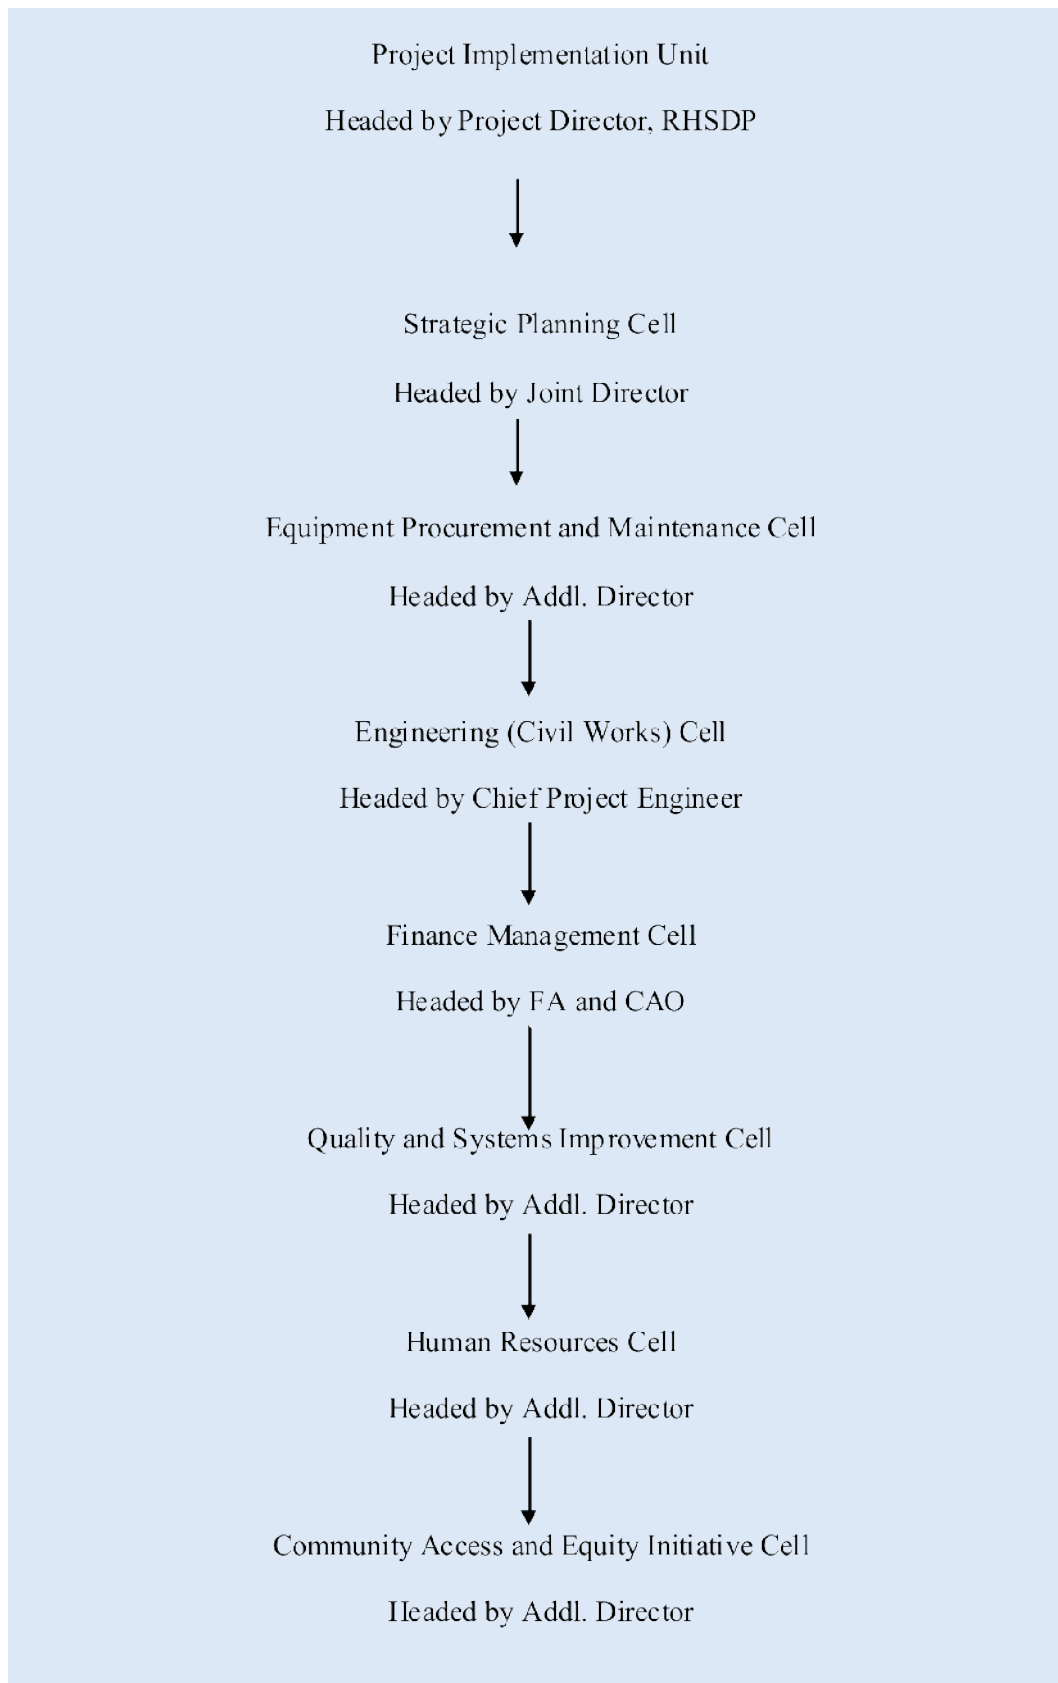 Project Implementation Unit
Headed by Project Director, RHSDP
Strategic Planning Cell
Headed by Joint Director
Equipment Procurement and Maintenance Cell
Headed by Addl. Director
Engineering (Civil Works) Cell
Headed by Chief Project Engineer
Finance Management Cell
Headed by FA and CAO
Quality and Systems Improvement Cell
Headed by Addl. Director
Human Resources Cell
Headed by Addl. Director
Community Access and Equity Initiative Cell
Headed by Addl. Director